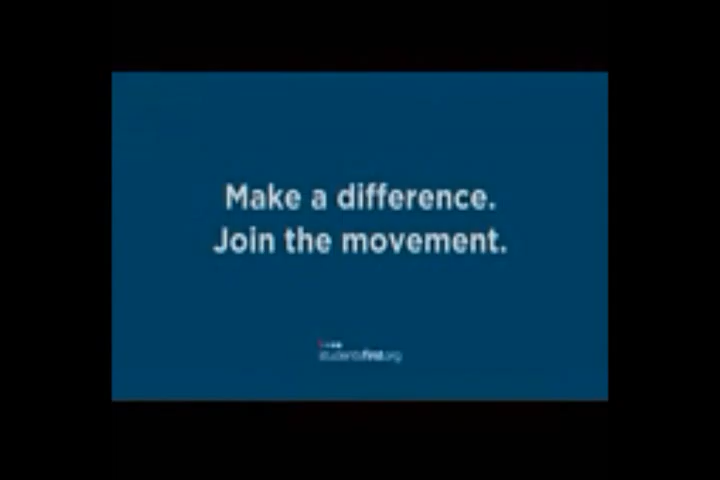 Make a difference.
Join the movement.
studentsfirst.org